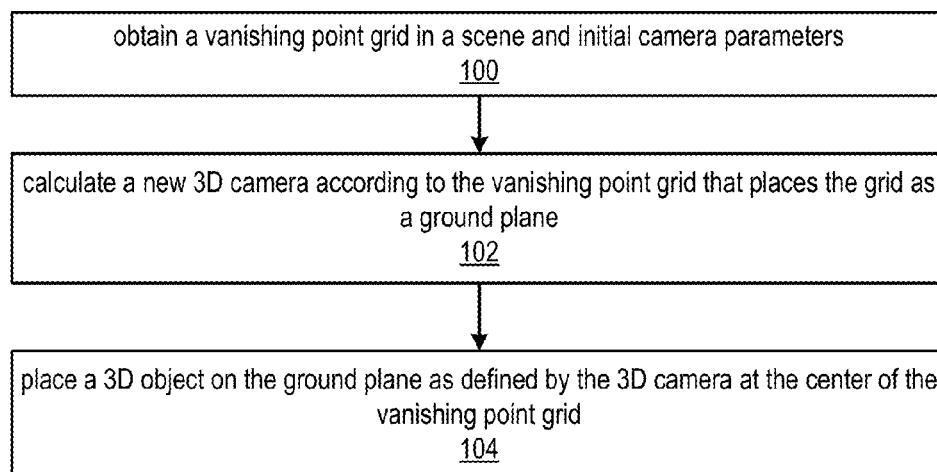 obtain a vanishing point grid in a scene and initial camera parameters
100
calculate a new 3D camera according to the vanishing point grid that places the grid as
a ground plane
102
place a 3D object on the ground plane as defined by the 3D camera at the center of the
vanishing point grid
104